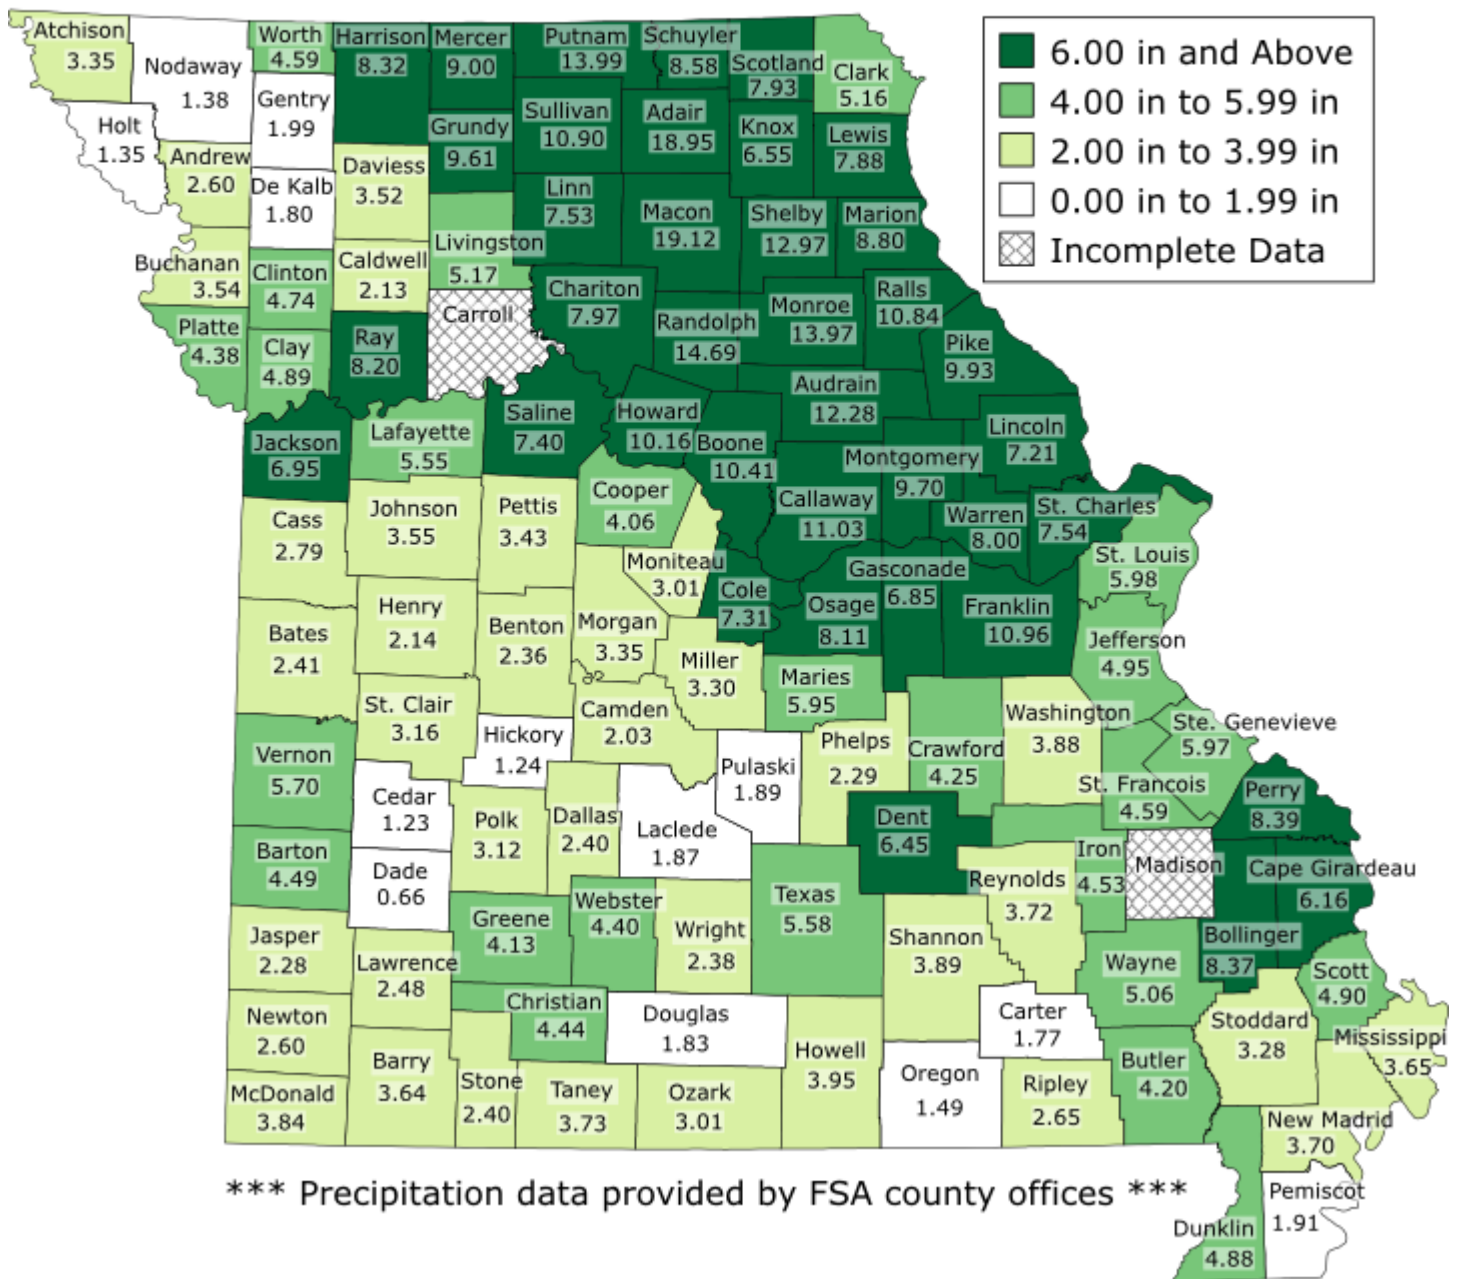 6.00 in and Above
4.00 in to 5.99 in
2.00 in to 3.99 in
0.00 in to 1.99 in
Incomplete Data
Atchison
3.35
Nodaway
1.38
Worth
4.59
Harrison
8.32
Mercer
9.00
Putnam
13.99
Schuyler
8.58
Scotland
7.93
Clark
5.16
Holt
1.35
Gentry
1.99
Grundy
9.61
Sullivan
10.90
Adair
18.95
Knox
6.55
Lewis
7.88
Andrew
2.60
De Kalb
1.80
Daviess
3.52
Linn
7.53
Macon
19.12
Shelby
12.97
Marion
8.80
Livingston
5.17
Buchanan
3.54
Clinton
4.74
Caldwell
2.13
Carroll
Chariton
7.97
Randolph
14.69
Monroe
13.97
Ralls
10.84
Pike
9.93
Platte
4.38
Clay
4.89
Ray
8.20
Audrain
12.28
Jackson
6.95
Lafayette
5.55
Saline
7.40
Howard
10.16
Boone
10.41
Lincoln
7.21
Montgomery
9.70
Cooper
4.06
Callaway
11.03
Warren
8.00
St. Charles
7.54
Cass
2.79
Johnson
3.55
Pettis
3.43
Moniteau
3.01
St. Louis
5.98
Cole
7.31
Gasconade
6.85
Osage
8.11
Franklin
10.96
Bates
2.41
Henry
2.14
Benton
2.36
Morgan
3.35
Miller
3.30
Maries
5.95
Jefferson
4.95
St. Clair
3.16
Camden
2.03
Washington
3.88
Ste. Genevieve
5.97
Vernon
5.70
Hickory
1.24
Pulaski
1.89
Phelps
2.29
Crawford
4.25
St. Francois
4.59
Perry
8.39
Cedar
1.23
Polk
3.12
Dallas
2.40
Laclede
1.87
Dent
6.45
Barton
4.49
Dade
0.66
Iron
4.53
Madison
Cape Girardeau
6.16
Reynolds
3.72
Greene
4.13
Webster
4.40
Wright
2.38
Texas
5.58
Shannon
3.89
Bollinger
8.37
Jasper
2.28
Lawrence
2.48
Wayne
5.06
Scott
4.90
Christian
4.44
Douglas
1.83
Carter
1.77
Stoddard
3.28
Mississippi
3.65
Newton
2.60
Barry
3.64
Howell
3.95
Oregon
1.49
Butler
4.20
McDonald
3.84
Stone
2.40
Taney
3.73
Ozark
3.01
Ripley
2.65
New Madrid
3.70
Pemiscot
1.91
Dunklin
4.88
*** Precipitation data provided by FSA county offices ***